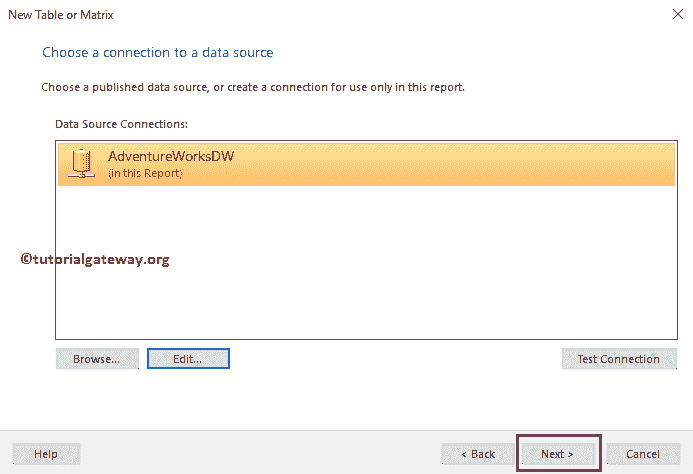 New Table or Matrix
Choose a connection to a data source
Choose a published data source, or create a connection for use only in this report.
Data Source Connections:
AdventureWorksDW
(in this Report)
©tutorialgateway.org
Browse... Edit... Test Connection
Help < Back Next > Cancel